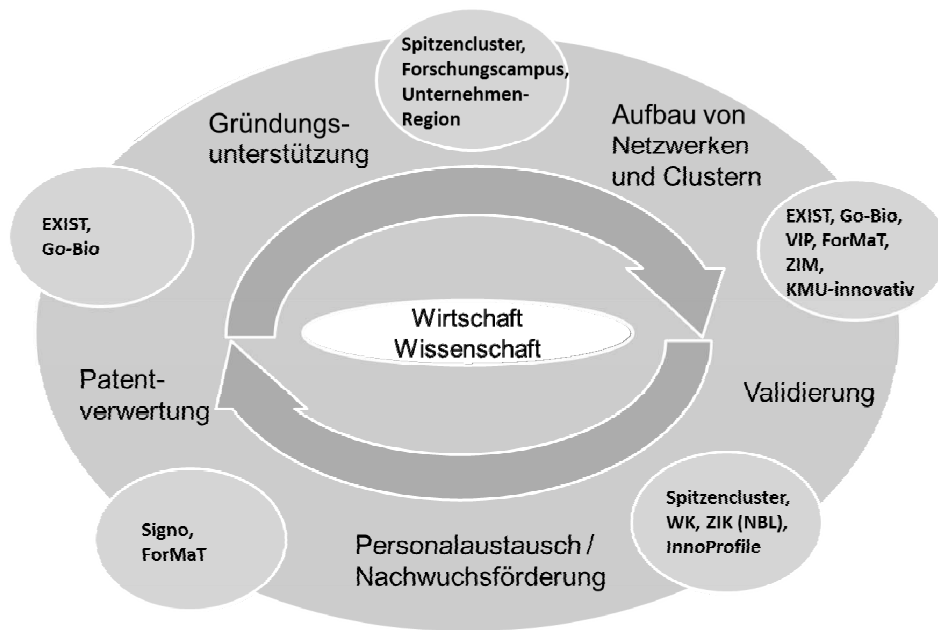 Spitzencluster,
Forschungscampus,
Unternehmen-
Region
Gründungs-
unterstützung
Aufbau von
Netzwerken
und Clustern
EXIST,
Go-Bio
EXIST, Go-Bio,
VIP, ForMaT,
ZIM,
KMU-innovativ
Wirtschaft
Wissenschaft
Patent-
verwertung
Validierung
Signo,
ForMaT
Personalaustausch /
Nachwuchsförderung
Spitzencluster,
WK, ZIK (NBL),
InnoProfile